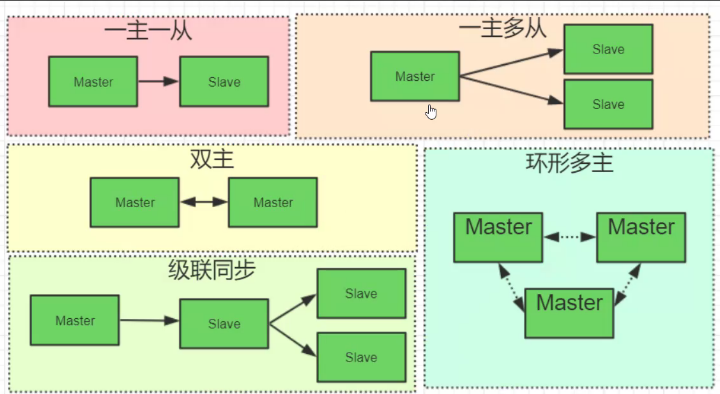 一主一从
Master
Slave
一主多从
Master
Slave
Slave
双主
Master
Master
环形多主
Master
Master
Master
级联同步
Master
Slave
Slave
Slave